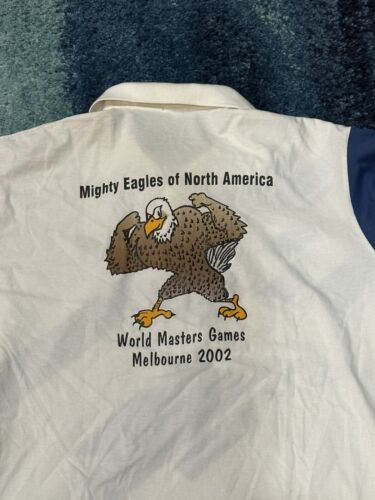 Mighty Eagles of North America
World Masters Games
Melbourne 2002